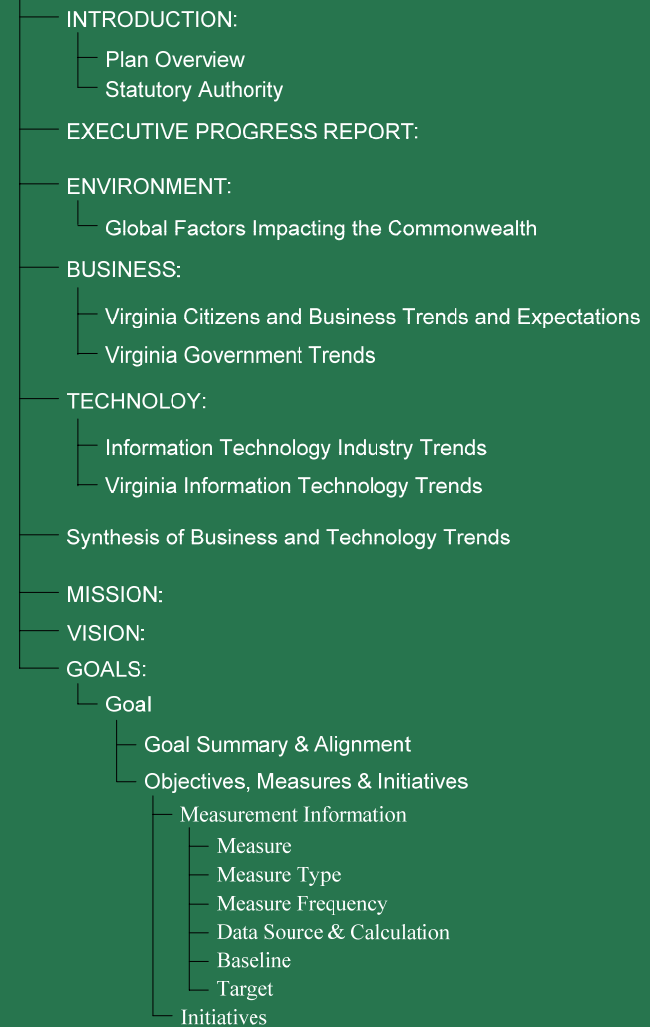 INTRODUCTION:
Plan Overview
Statutory Authority
EXECUTIVE PROGRESS REPORT:
ENVIRONMENT:
Global Factors Impacting the Commonwealth
BUSINESS:
Virginia Citizens and Business Trends and Expectations
Virginia Government Trends
TECHNOLOY:
Information Technology Industry Trends
Virginia Information Technology Trends
Synthesis of Business and Technology Trends
MISSION:
VISION:
GOALS:
Goal
Goal Summary & Alignment
Objectives, Measures & Initiatives
Measurement Information
Measure
Measure Type
Measure Frequency
Data Source & Calculation
Baseline
Target
Initiatives